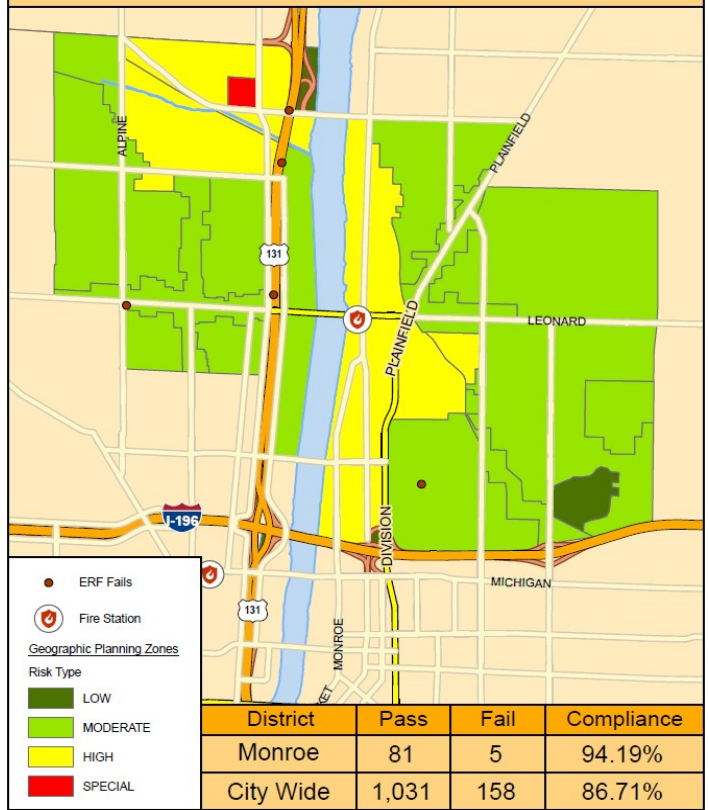 ALPINE
PLAINFIELD
131
LEONARD
PLAINFIELD
I-196
DIVISION
MICHIGAN
131
MONROE
KET
ERF Fails
Fire Station
Geographic Planning Zones
Risk Type
LOW
MODERATE
HIGH
SPECIAL
District Pass Fail Compliance
Monroe 81 5 94.19%
City Wide 1,031 158 86.71%